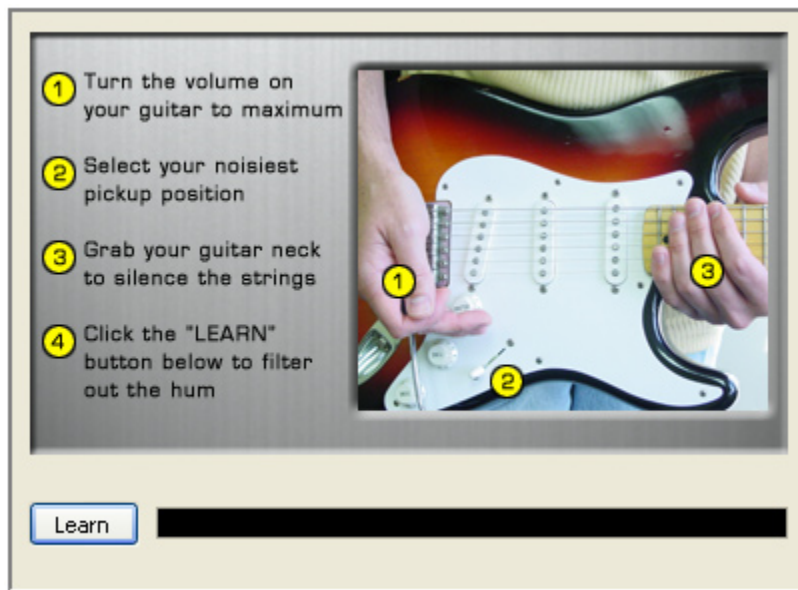 1 Turn the volume on
your guitar to maximum
2 Select your noisiest
pickup position
3 Grab your guitar neck
to silence the strings
4 Click the "LEARN"
button below to filter
out the hum
1
3
2
Learn